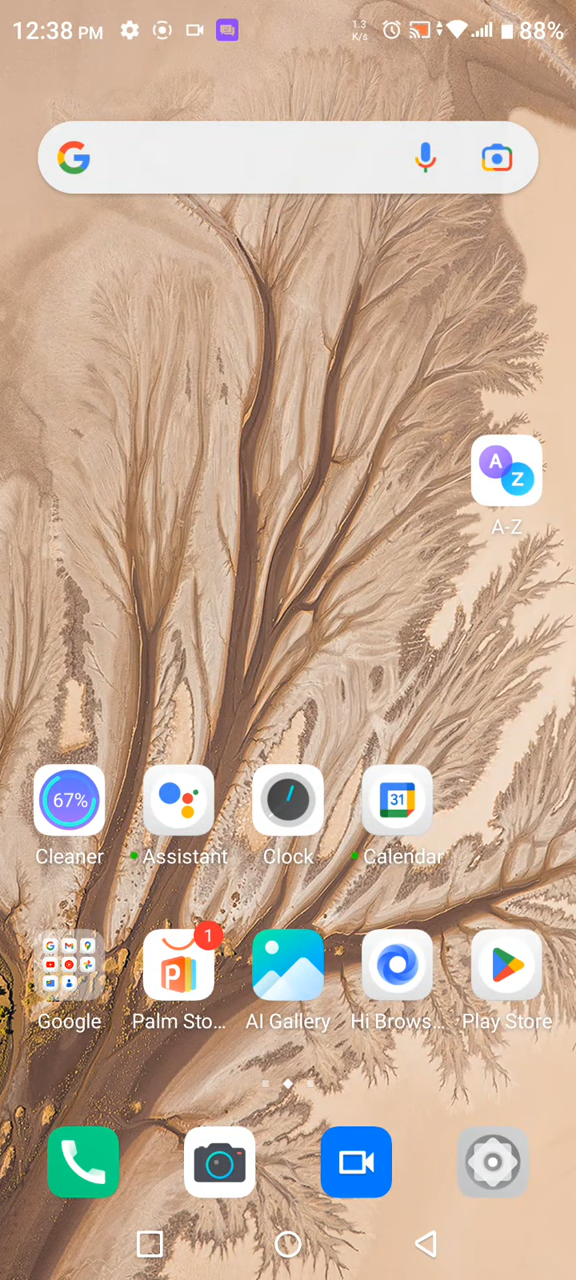 12:38 PM 1.3 K/s 88%
A Z
A-Z
67% 31
Cleaner Assistant Clock Calendar
1
Google Palm Sto... AI Gallery Hi Brows... Play Store